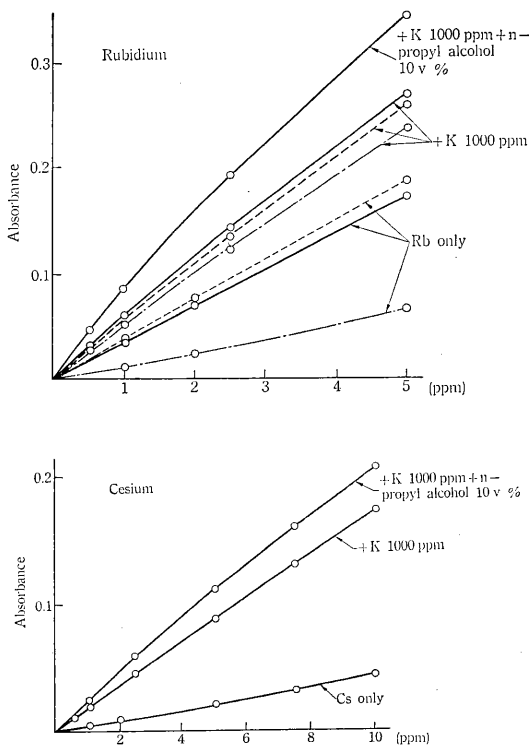 Rubidium
+K 1000 ppm+n-
propyl alcohol
10 v %
0.3
+K 1000 ppm
0.2
Absorbance
Rb only
0.1
1
2
3
4
5
(ppm)
Cesium
0.2
+K 1000 ppm+n-
propyl alcohol 10 v %
+K 1000 ppm
Absorbance
0.1
Cs only
2
4
6
8
10
(ppm)